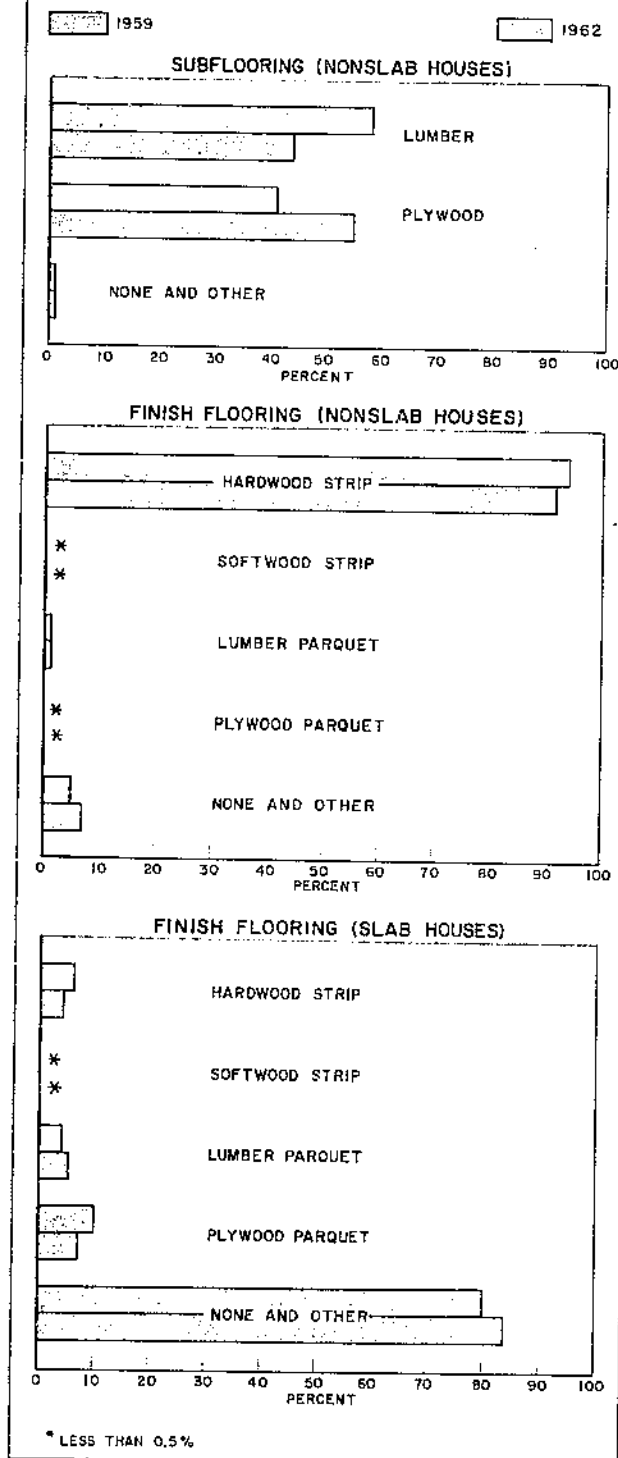 1959 1962
SUBFLOORING (NONSLAB HOUSES)
LUMBER
PLYWOOD
NONE AND OTHER
0 10 20 30 40 50 60 70 80 90 100
PERCENT
FINISH FLOORING (NONSLAB HOUSES)
HARDWOOD STRIP
*
SOFTWOOD STRIP
*
LUMBER PARQUET
*
PLYWOOD PARQUET
*
NONE AND OTHER
0 10 20 30 40 50 60 70 80 90 100
PERCENT
FINISH FLOORING (SLAB HOUSES)
HARDWOOD STRIP
*
SOFTWOOD STRIP
*
LUMBER PARQUET
PLYWOOD PARQUET
NONE AND OTHER
0 10 20 30 40 50 60 70 80 90 100
PERCENT
* LESS THAN 0.5%